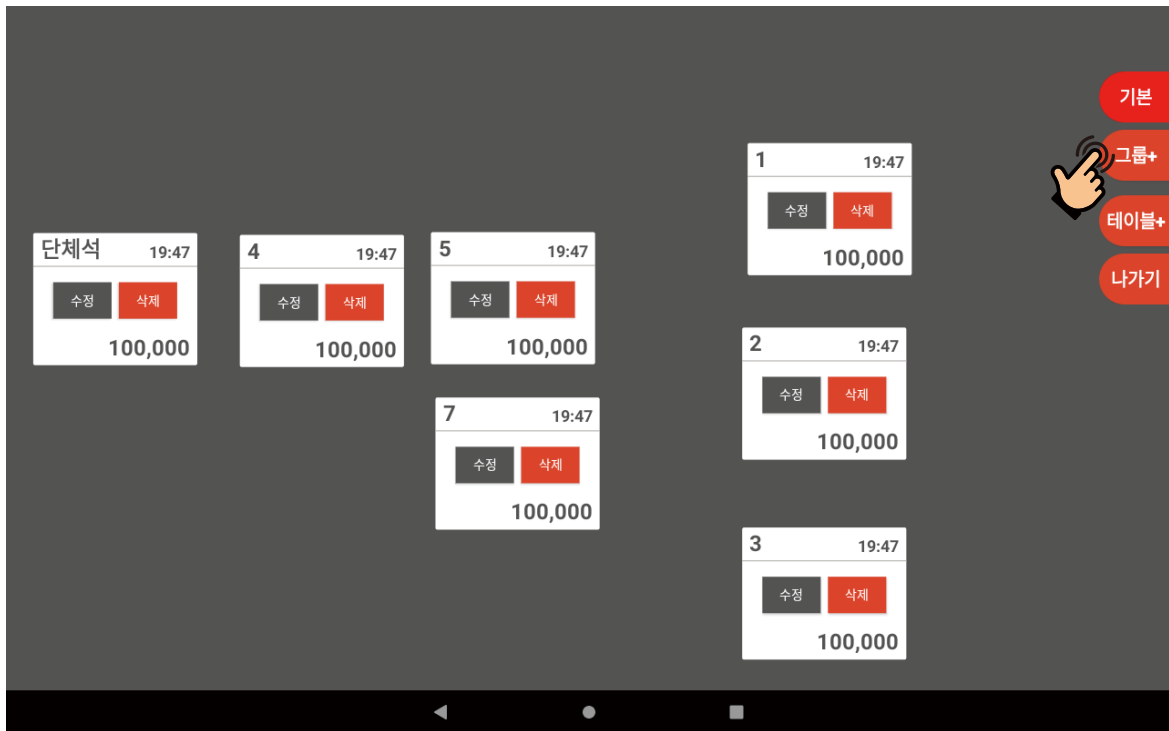 기본
그룹+
테이블+
나가기
단체석 19:47
수정 삭제
100,000
4 19:47
수정 삭제
100,000
5 19:47
수정 삭제
100,000
7 19:47
수정 삭제
100,000
1 19:47
수정 삭제
100,000
2 19:47
수정 삭제
100,000
3 19:47
수정 삭제
100,000